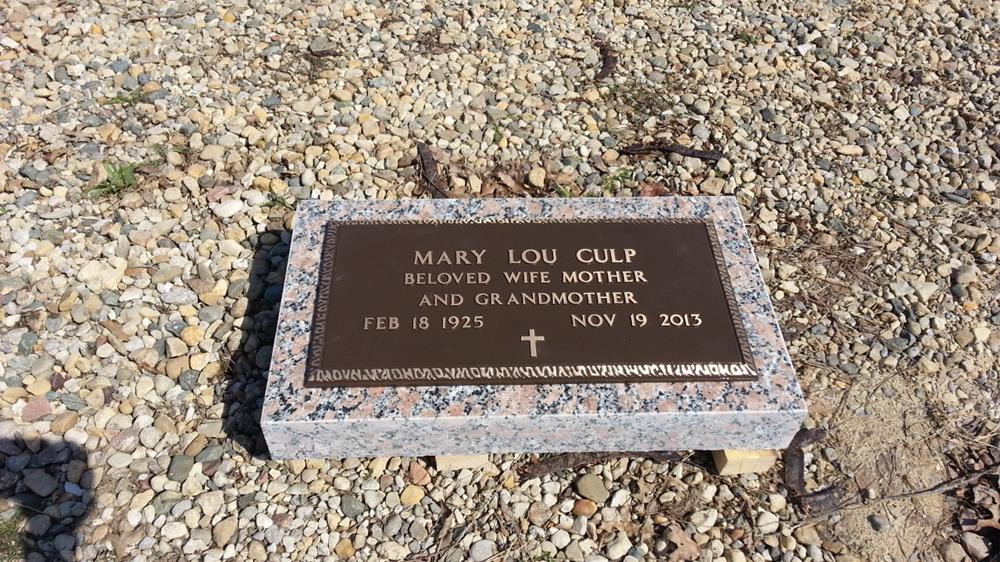 MARY LOU CULP
BELOVED WIFE MOTHER
AND GRANDMOTHER
FEB 18 1925 NOV 19 2013